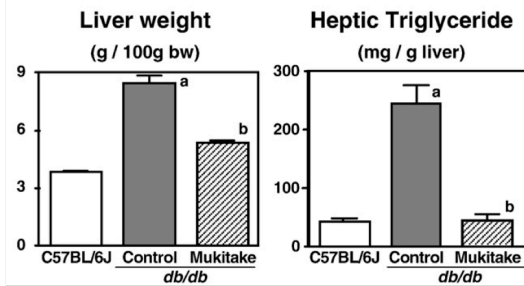 Liver weight
(g / 100g bw)
9
6
3
0
a
b
C57BL/6J Control Mukitake
db/db
Heptic Triglyceride
(mg / g liver)
300
200
100
0
a
b
C57BL/6J Control Mukitake
db/db